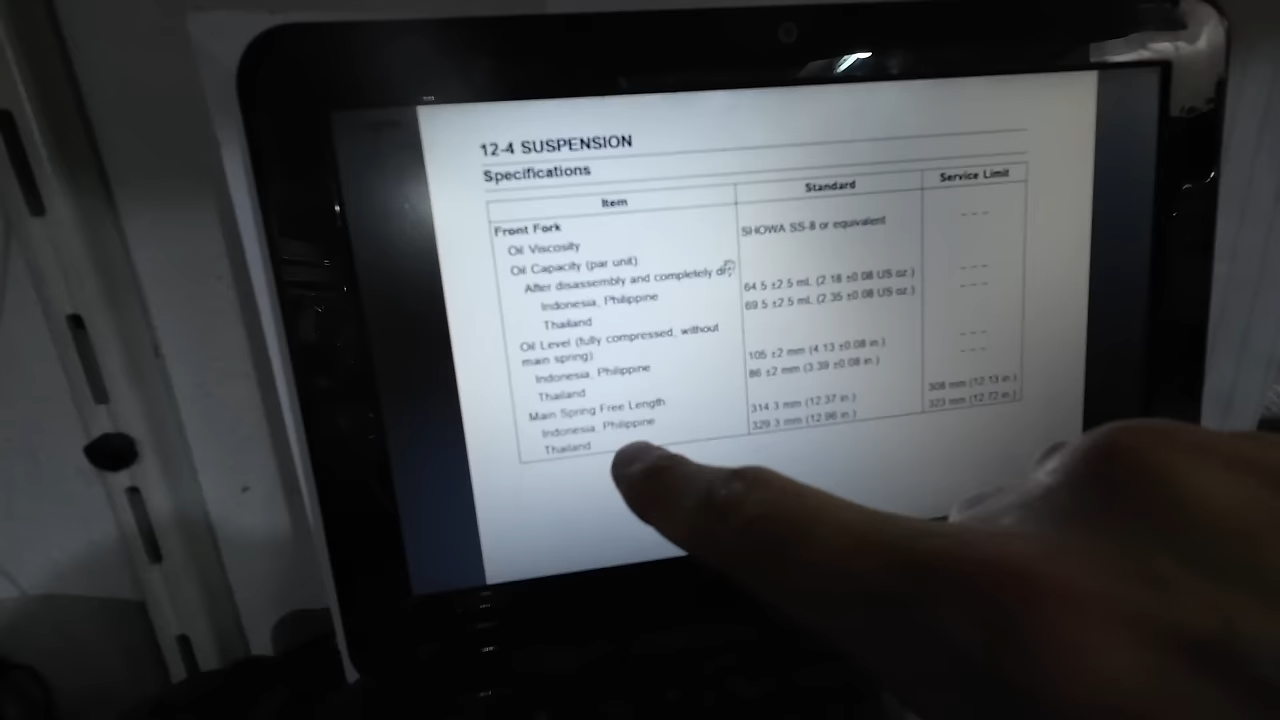 12-4 SUSPENSION
Specifications
Item Standard Service Limit
Front Fork
Oil Viscosity SHOWA SS-8 or equivalent - - -
Oil Capacity (par unit)
After disassembly and completely dry
Indonesia, Philippine 64.5 ±2.5 mL (2.18 ±0.08 US oz.) - - -
Thailand 69.5 ±2.5 mL (2.35 ±0.08 US oz.) - - -
Oil Level (fully compressed, without
main spring)
Indonesia, Philippine 105 ±2 mm (4.13 ±0.08 in.) - - -
Thailand 86 ±2 mm (3.39 ±0.08 in.) - - -
Main Spring Free Length
Indonesia, Philippine 314.3 mm (12.37 in.) 308 mm (12.13 in.)
Thailand 329.3 mm (12.96 in.) 323 mm (12.72 in.)